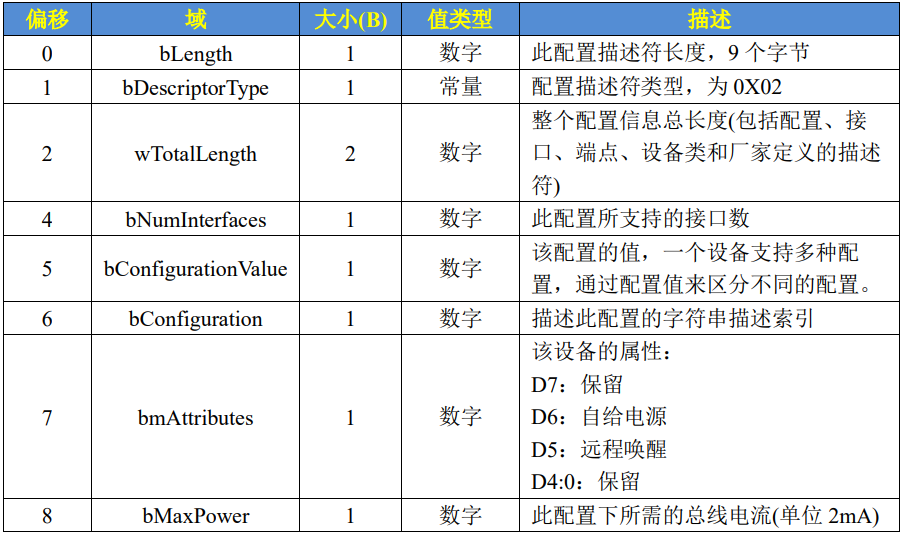 偏移 域 大小(B) 值类型 描述
0 bLength 1 数字 此配置描述符长度，9 个字节
1 bDescriptorType 1 常量 配置描述符类型，为 0X02
2 wTotalLength 2 数字 整个配置信息总长度(包括配置、接
口、端点、设备类和厂家定义的描述
符)
4 bNumInterfaces 1 数字 此配置所支持的接口数
5 bConfigurationValue 1 数字 该配置的值，一个设备支持多种配
置，通过配置值来区分不同的配置。
6 bConfiguration 1 数字 描述此配置的字符串描述索引
7 bmAttributes 1 数字 该设备的属性：
D7：保留
D6：自给电源
D5：远程唤醒
D4:0：保留
8 bMaxPower 1 数字 此配置下所需的总线电流(单位 2mA)